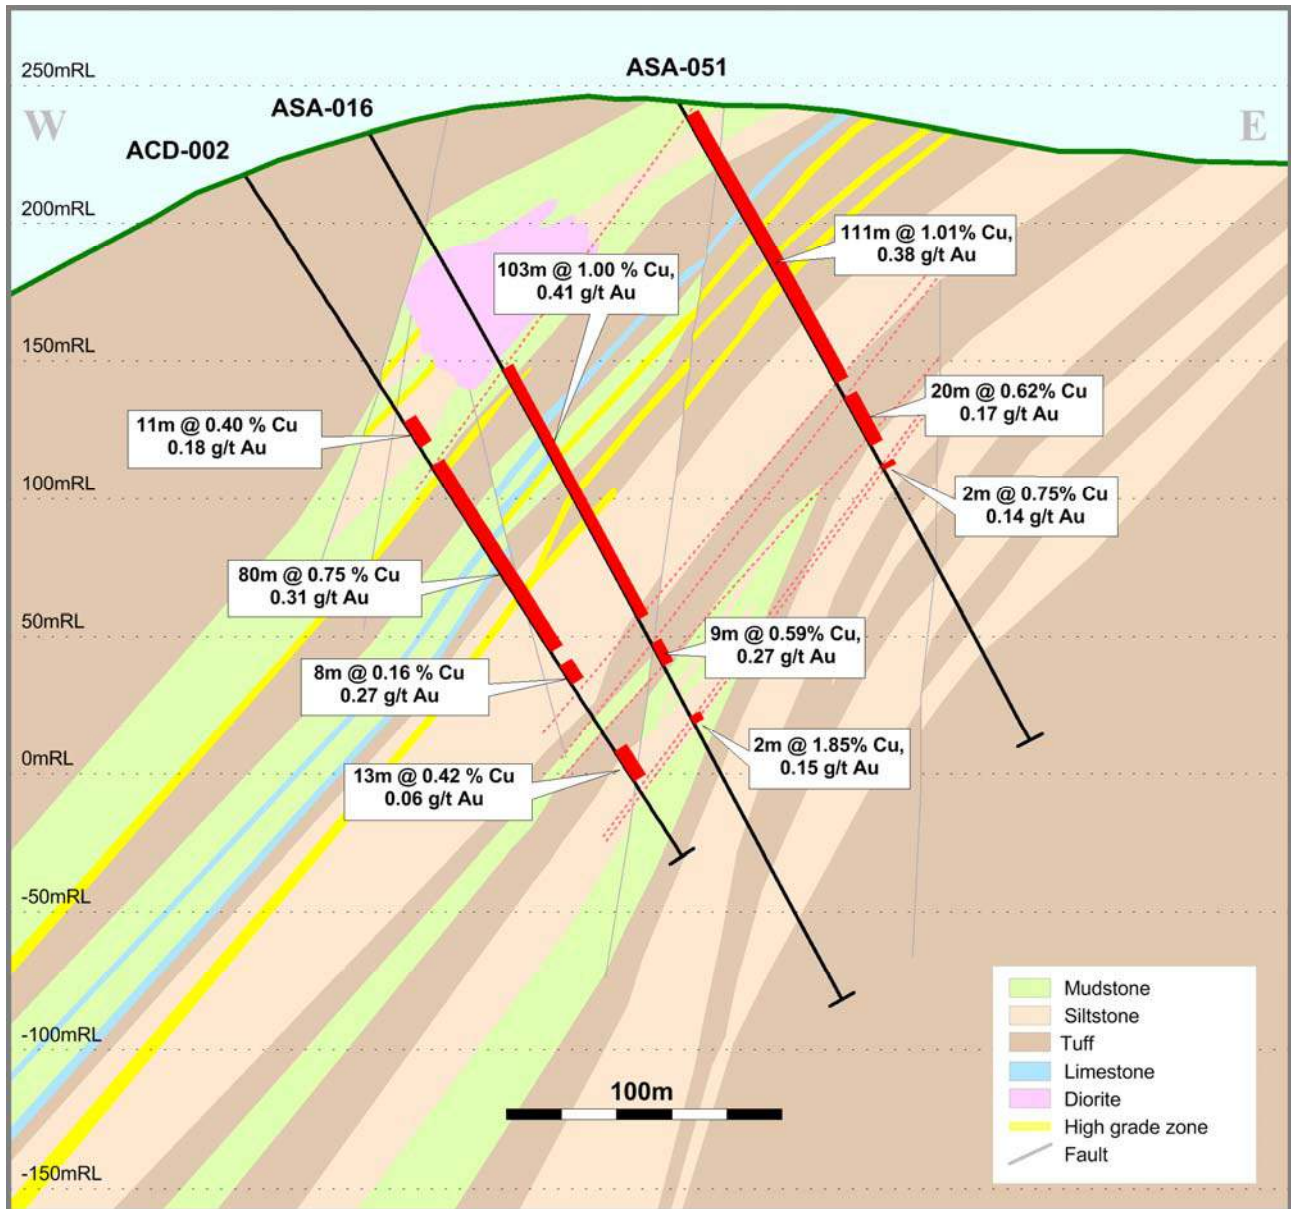 250mRL
ASA-051
ASA-016
W
E
ACD-002
200mRL
111m @ 1.01% Cu,
0.38 g/t Au
103m @ 1.00 % Cu,
0.41 g/t Au
150mRL
20m @ 0.62% Cu
0.17 g/t Au
11m @ 0.40 % Cu
0.18 g/t Au
100mRL
2m @ 0.75% Cu
0.14 g/t Au
80m @ 0.75 % Cu
0.31 g/t Au
50mRL
9m @ 0.59% Cu,
0.27 g/t Au
8m @ 0.16 % Cu
0.27 g/t Au
2m @ 1.85% Cu,
0.15 g/t Au
0mRL
13m @ 0.42 % Cu
0.06 g/t Au
-50mRL
Mudstone
Siltstone
Tuff
Limestone
Diorite
High grade zone
Fault
-100mRL
100m
-150mRL